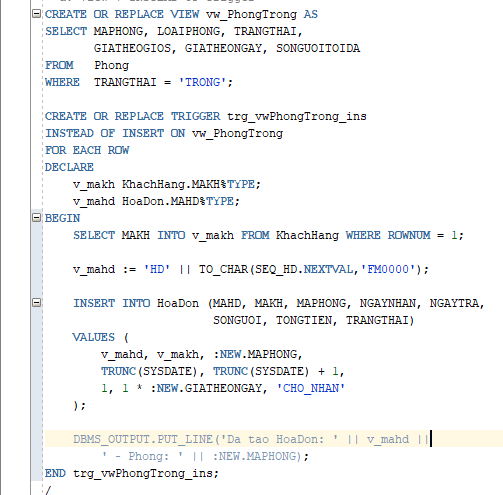 CREATE OR REPLACE VIEW vw_PhongTrong AS
SELECT MAPHONG, LOAIPHONG, TRANGTHAI,
       GIATHEOGIOS, GIATHEONGAY, SONGUOITOIDA
FROM   Phong
WHERE  TRANGTHAI = 'TRONG';

CREATE OR REPLACE TRIGGER trg_vwPhongTrong_ins
INSTEAD OF INSERT ON vw_PhongTrong
FOR EACH ROW
DECLARE
    v_makh KhachHang.MAKH%TYPE;
    v_mahd HoaDon.MAHD%TYPE;
BEGIN
    SELECT MAKH INTO v_makh FROM KhachHang WHERE ROWNUM = 1;

    v_mahd := 'HD' || TO_CHAR(SEQ_HD.NEXTVAL,'FM0000');

    INSERT INTO HoaDon (MAHD, MAKH, MAPHONG, NGAYNHAN, NGAYTRA,
                        SONGUOI, TONGTIEN, TRANGTHAI)
    VALUES (
        v_mahd, v_makh, :NEW.MAPHONG,
        TRUNC(SYSDATE), TRUNC(SYSDATE) + 1,
        1, 1 * :NEW.GIATHEONGAY, 'CHO_NHAN'
    );

    DBMS_OUTPUT.PUT_LINE('Da tao HoaDon: ' || v_mahd ||
        ' - Phong: ' || :NEW.MAPHONG);
END trg_vwPhongTrong_ins;
/